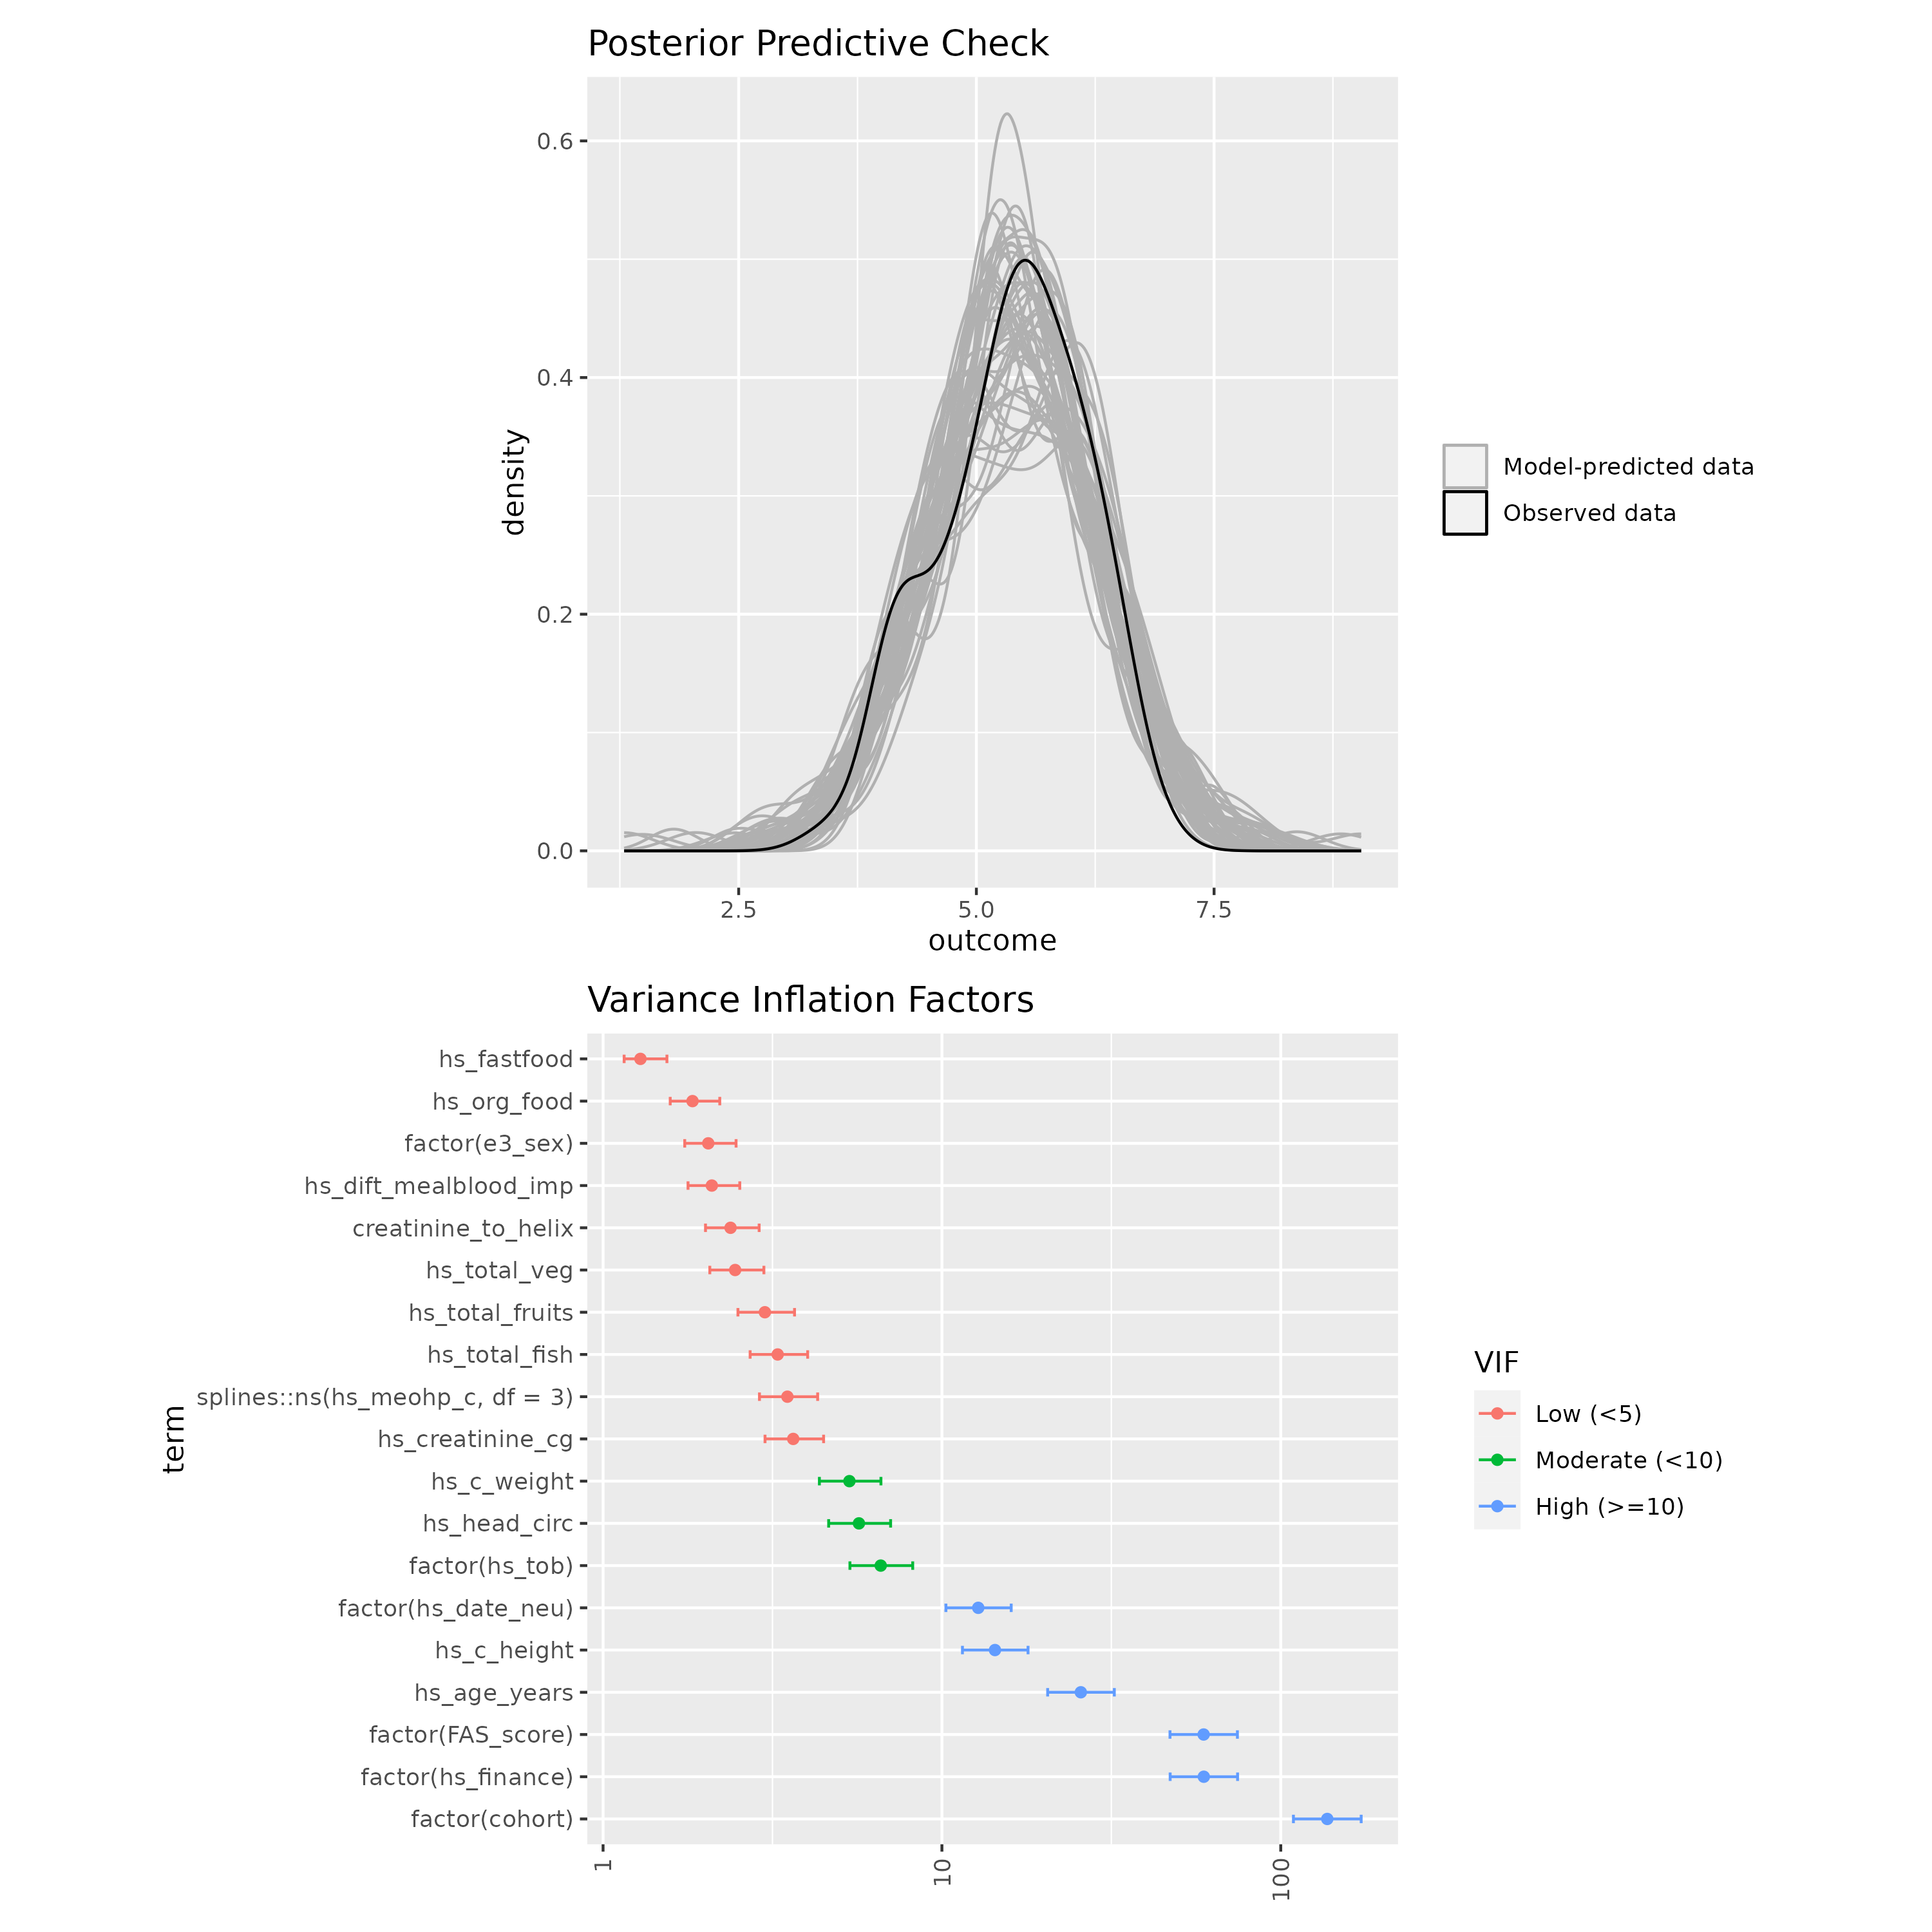 Posterior Predictive Check
0.6
0.4
0.2
0.0
density
2.5 5.0 7.5
outcome
Model-predicted data
Observed data
Variance Inflation Factors
hs_fastfood
hs_org_food
factor(e3_sex)
hs_dift_mealblood_imp
creatinine_to_helix
hs_total_veg
hs_total_fruits
hs_total_fish
splines::ns(hs_meohp_c, df = 3)
hs_creatinine_cg
hs_c_weight
hs_head_circ
factor(hs_tob)
factor(hs_date_neu)
hs_c_height
hs_age_years
factor(FAS_score)
factor(hs_finance)
factor(cohort)
term
1 10 100
VIF
Low (<5)
Moderate (<10)
High (>=10)